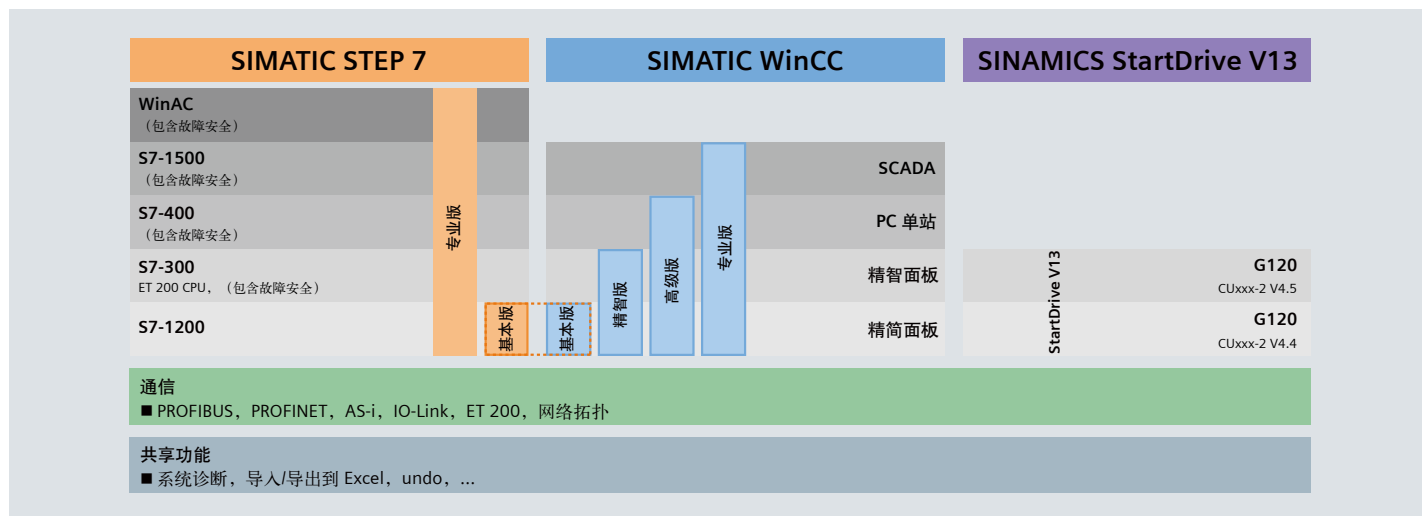 SIMATIC STEP 7
SIMATIC WinCC
SINAMICS StartDrive V13
WinAC
（包含故障安全）
S7-1500
（包含故障安全）
S7-400
（包含故障安全）
S7-300
ET 200 CPU，（包含故障安全）
S7-1200
专业版
基本版
基本版
精智版
高级版
专业版
SCADA
PC 单站
精智面板
精简面板
StartDrive V13
G120
CUxxx-2 V4.5
G120
CUxxx-2 V4.4
通信
■ PROFIBUS，PROFINET，AS-i，IO-Link，ET 200，网络拓扑
共享功能
■ 系统诊断，导入/导出到 Excel，undo，...